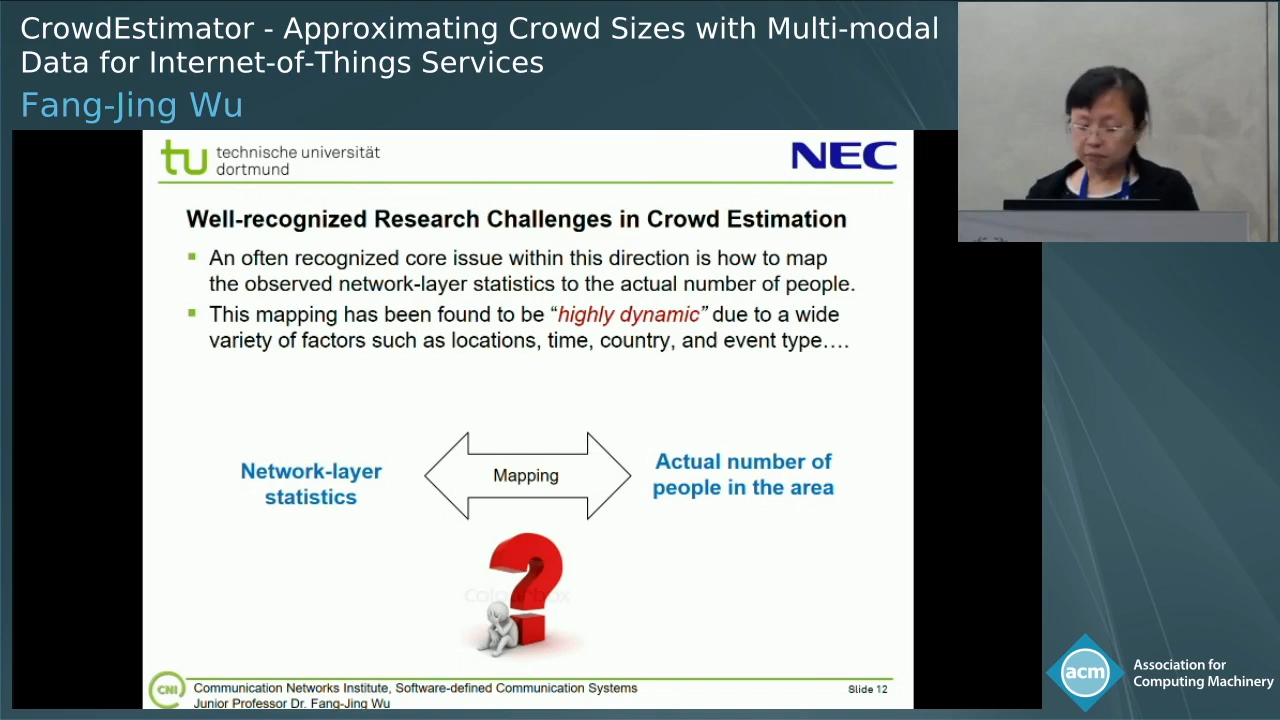 CrowdEstimator - Approximating Crowd Sizes with Multi-modal
Data for Internet-of-Things Services
Fang-Jing Wu
tu technische universität
dortmund
NEC
Well-recognized Research Challenges in Crowd Estimation
An often recognized core issue within this direction is how to map
the observed network-layer statistics to the actual number of people.
This mapping has been found to be “highly dynamic” due to a wide
variety of factors such as locations, time, country, and event type….
Network-layer
statistics
Mapping
Actual number of
people in the area
?
colourbox
CNI
Communication Networks Institute, Software-defined Communication Systems
Junior Professor Dr. Fang-Jing Wu
Slide 12
acm
Association for
Computing Machinery